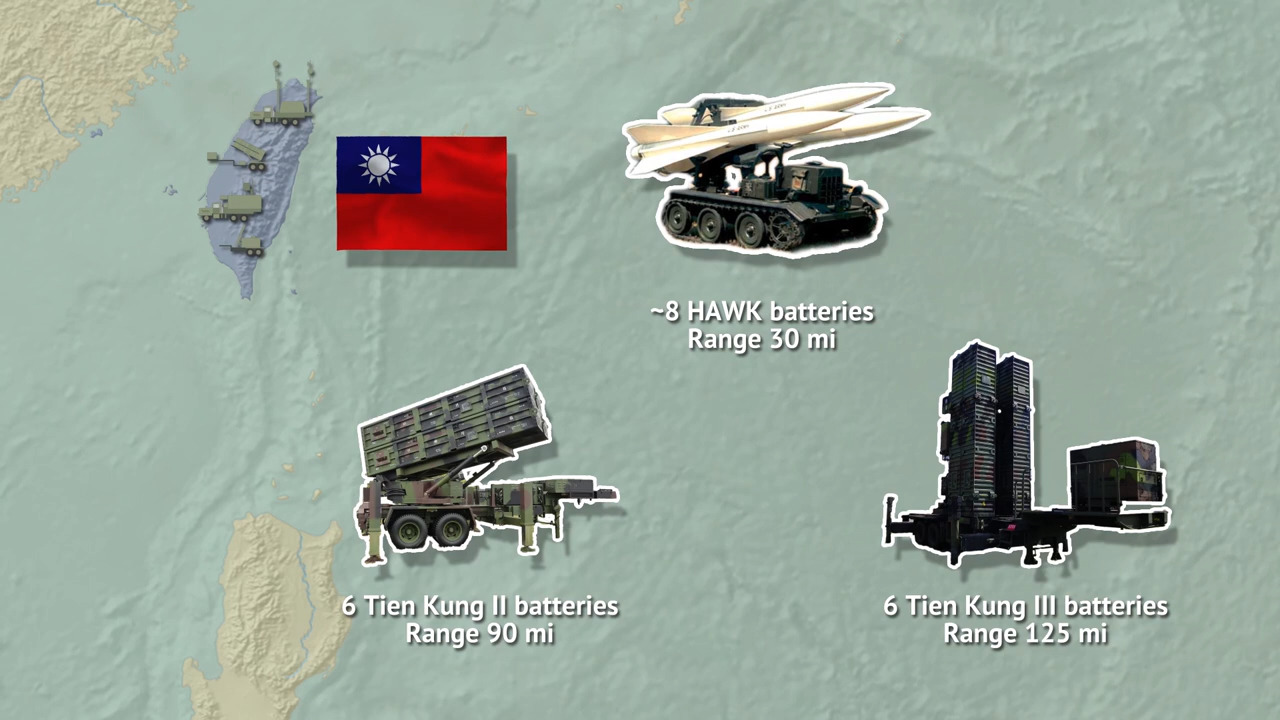 ~8 HAWK batteries
Range 30 mi
6 Tien Kung II batteries
Range 90 mi
6 Tien Kung III batteries
Range 125 mi